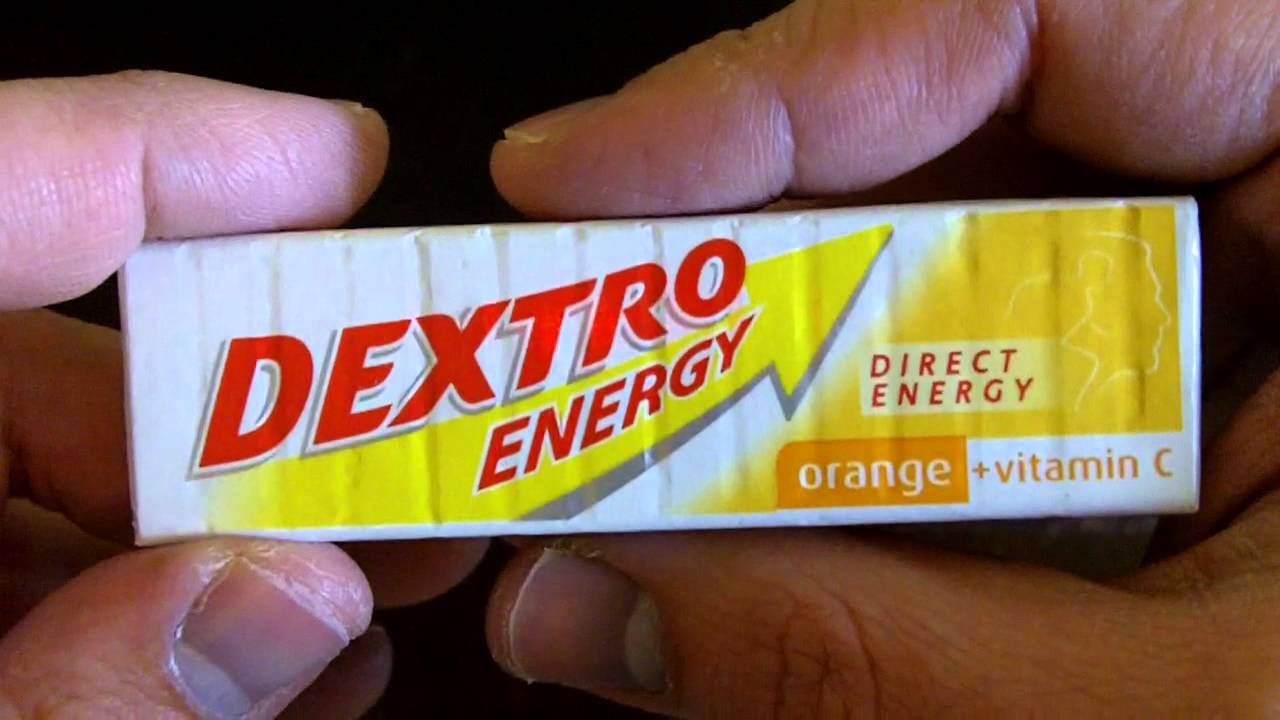 DEXTRO
ENERGY
DIRECT
ENERGY
orange +vitamin C